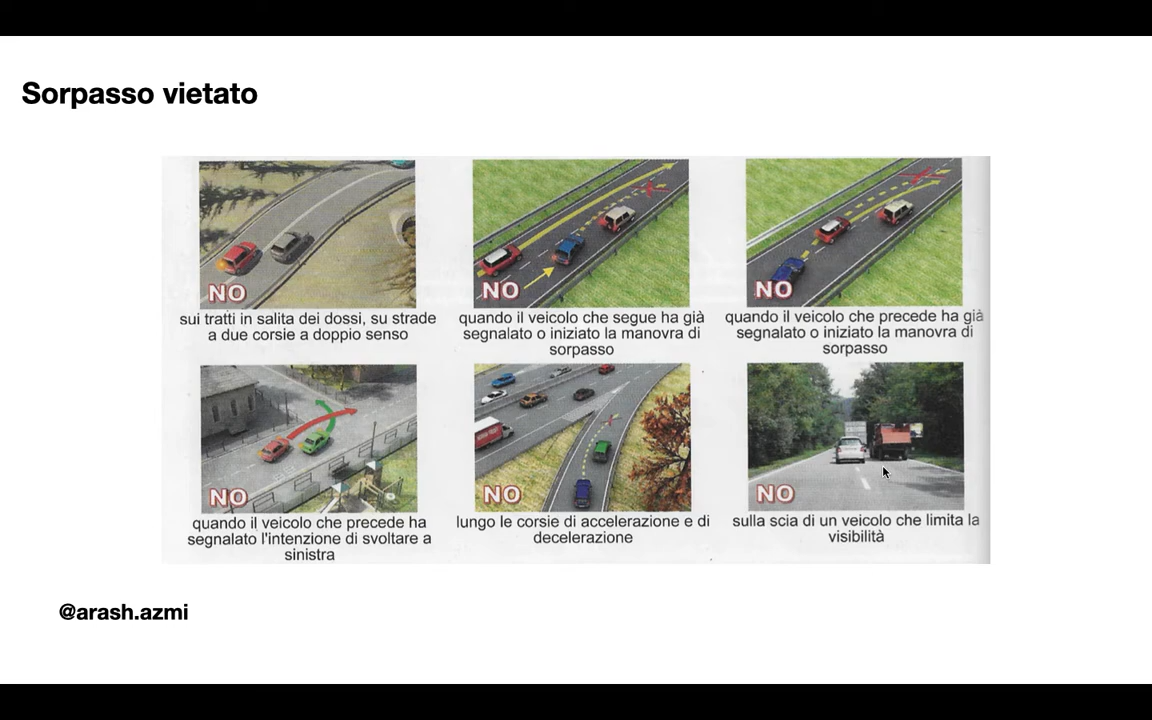 Sorpasso vietato
NO
sui tratti in salita dei dossi, su strade
a due corsie a doppio senso
NO
quando il veicolo che segue ha già
segnalato o iniziato la manovra di
sorpasso
NO
quando il veicolo che precede ha già
segnalato o iniziato la manovra di
sorpasso
NO
quando il veicolo che precede ha
segnalato l'intenzione di svoltare a
sinistra
NO
lungo le corsie di accelerazione e di
decelerazione
NO
sulla scia di un veicolo che limita la
visibilità
@arash.azmi